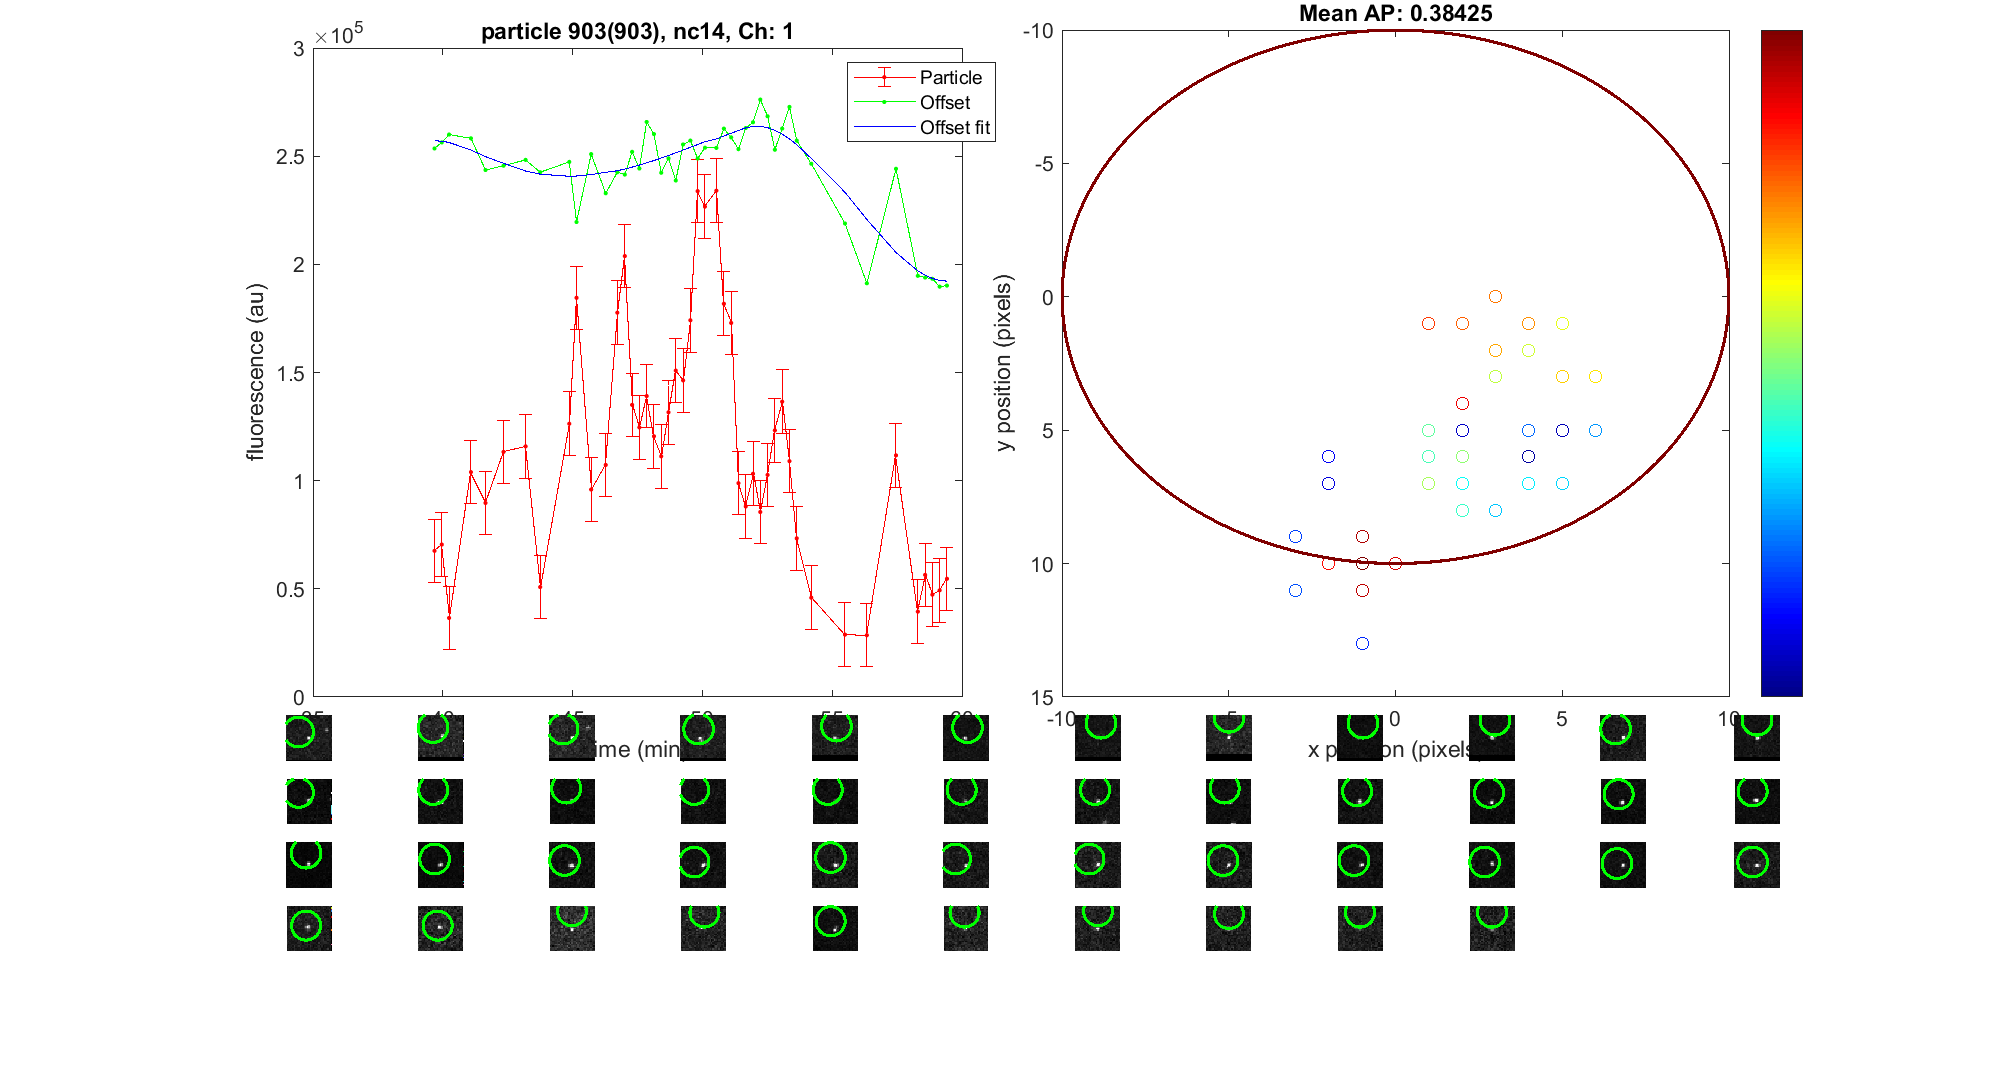 particle 903(903), nc14, Ch: 1
×10^5
3
2.5
2
1.5
1
0.5
0
fluorescence (au)
Particle
Offset
Offset fit
Mean AP: 0.38425
-10
-5
0
5
10
15
y position (pixels)
-10
0
5
10